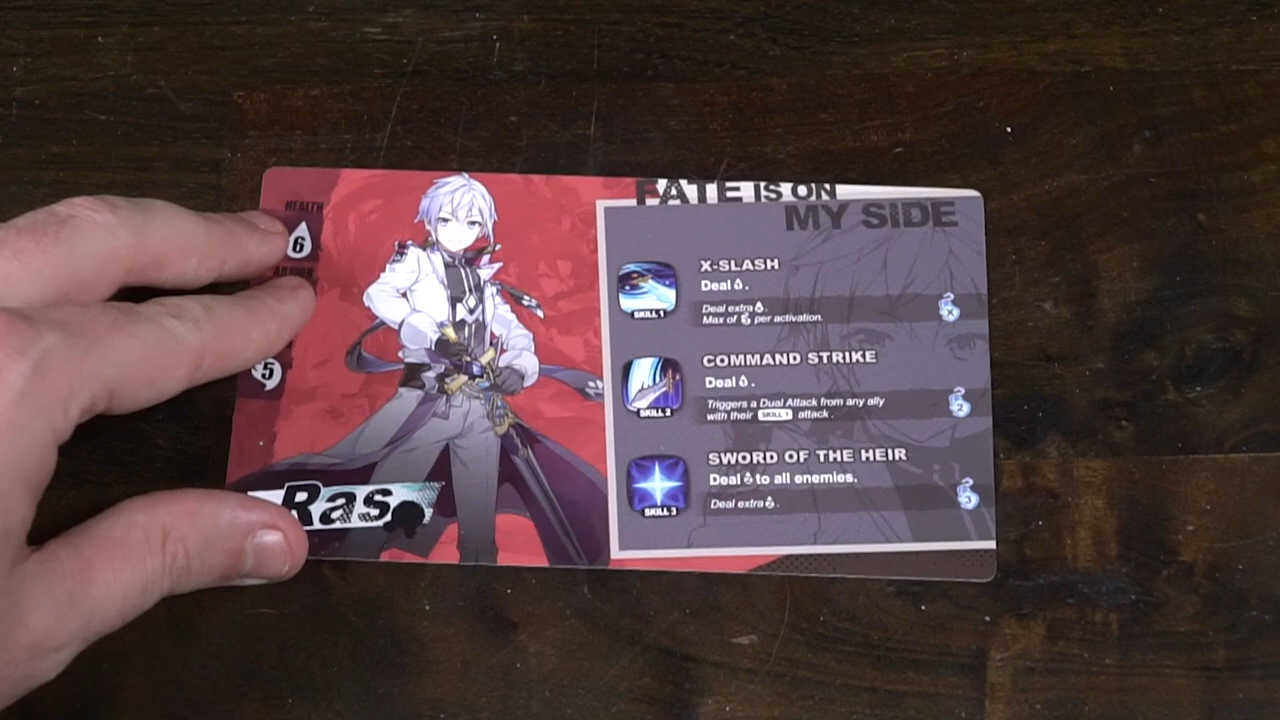 HEALTH
6
5
Ras
FATE IS ON
MY SIDE
X-SLASH
Deal .
Deal extra .
Max of per activation.
X
SKILL 1
COMMAND STRIKE
Deal .
Triggers a Dual Attack from any ally
with their SKILL 1 attack .
2
SKILL 2
SWORD OF THE HEIR
Deal to all enemies.
Deal extra .
SKILL 3